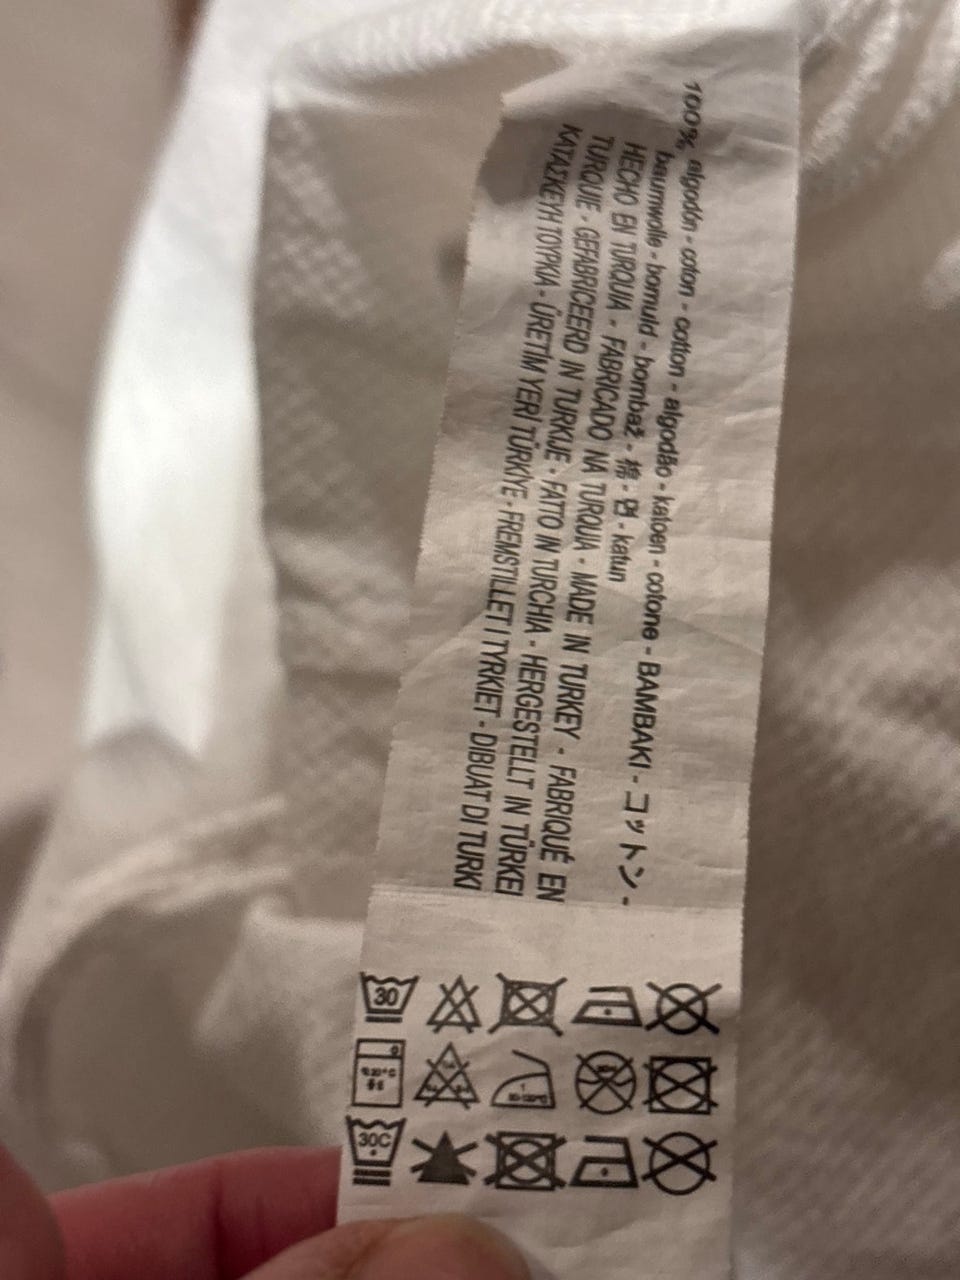 100% algodón - coton - cotton - algodão - katoen - cotone - BAMBAKI - コットン -
baumwolle - bomuld - bombaž - 棉 - 면 - katun
HECHO EN TURQUIA - FABRICADO NA TURQUIA - MADE IN TURKEY - FABRIQUÉ EN
TURQUIE - GEFABRICEERD IN TURKIJE - FATTO IN TURCHIA - HERGESTELLT IN TÜRKEI
ΚΑΤΑΣΚΕΥΗ ΤΟΥΡΚΑ - ÜRETİM YERİ TÜRKİYE - FREMSTILLET I TYRKIET - DIBUAT DI TURKI
30
30C